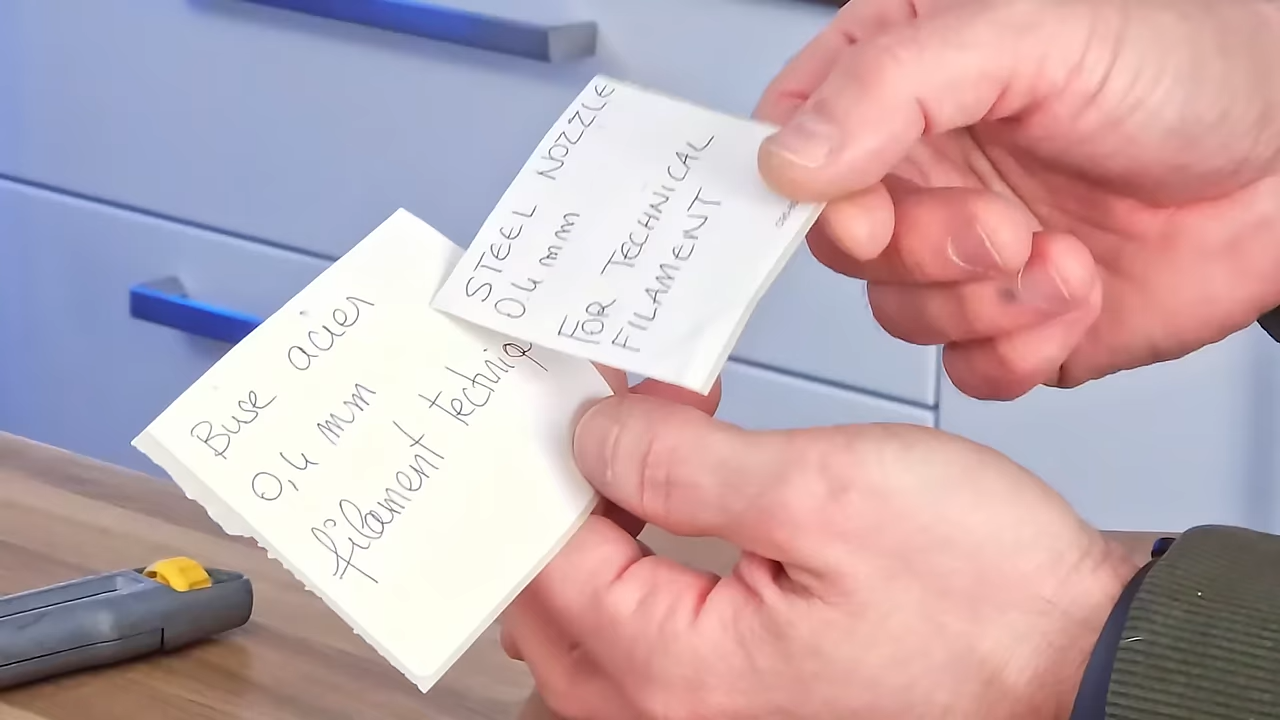 STEEL NOZZLE
0.4 mm
FOR TECHNICAL
FILAMENT
Buse acier
0,4 mm
filament techniq